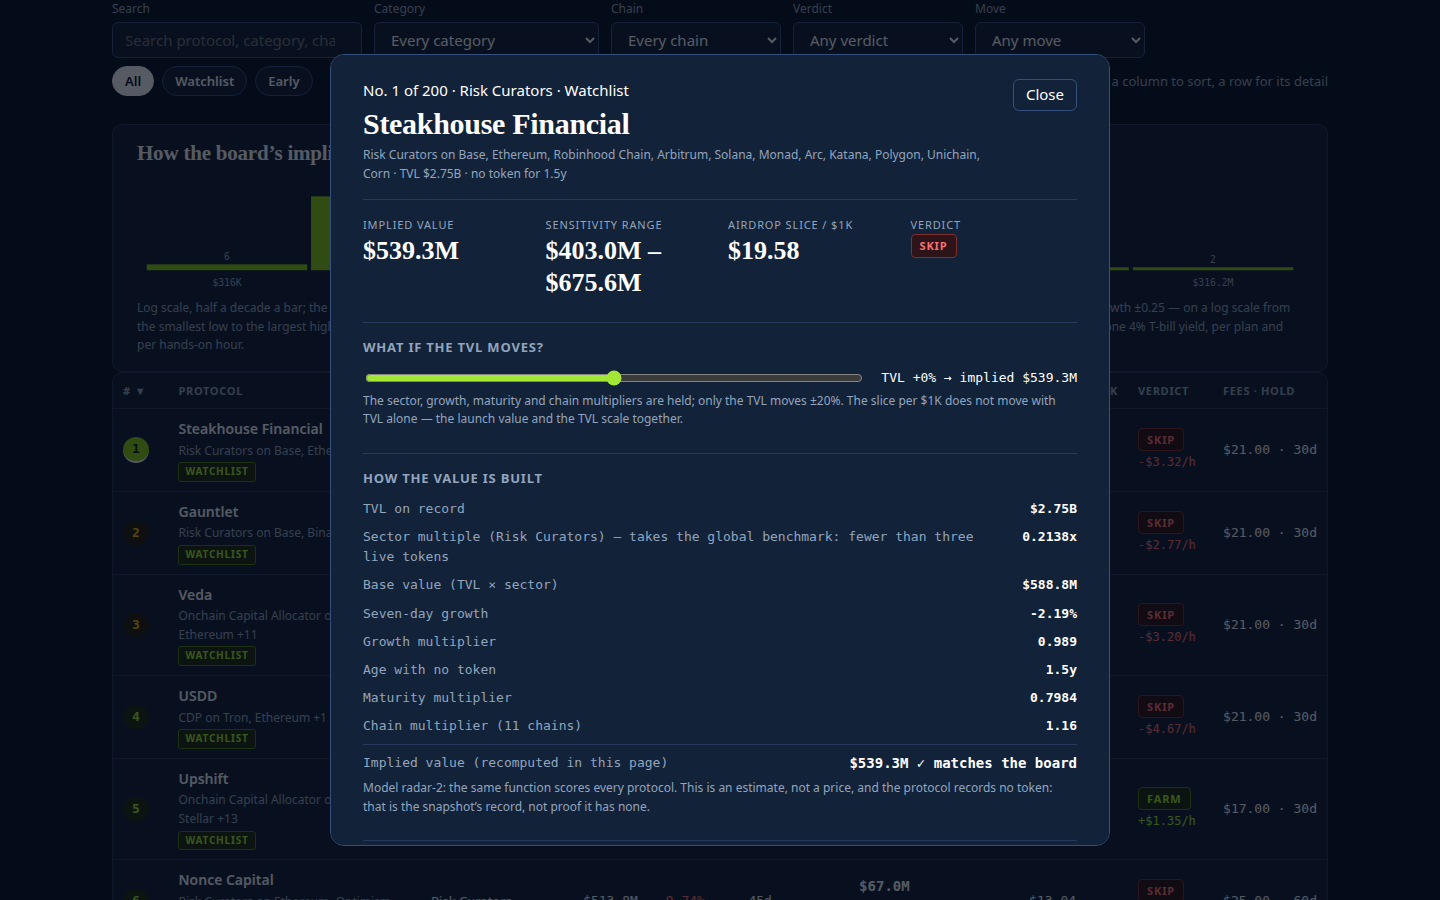 Search
Category
Chain
Verdict
Move
Search protocol, category, cha
Every category
Every chain
Any verdict
Any move
All
Watchlist
Early
a column to sort, a row for its detail
No. 1 of 200 · Risk Curators · Watchlist
Close
Steakhouse Financial
Risk Curators on Base, Ethereum, Robinhood Chain, Arbitrum, Solana, Monad, Arc, Katana, Polygon, Unichain,
Corn · TVL $2.75B · no token for 1.5y
IMPLIED VALUE
$539.3M
SENSITIVITY RANGE
$403.0M –
$675.6M
AIRDROP SLICE / $1K
$19.58
VERDICT
SKIP
WHAT IF THE TVL MOVES?
TVL +0% → implied $539.3M
The sector, growth, maturity and chain multipliers are held; only the TVL moves ±20%. The slice per $1K does not move with
TVL alone — the launch value and the TVL scale together.
HOW THE VALUE IS BUILT
TVL on record $2.75B
Sector multiple (Risk Curators) — takes the global benchmark: fewer than three 0.2138x
live tokens
Base value (TVL × sector) $588.8M
Seven-day growth -2.19%
Growth multiplier 0.989
Age with no token 1.5y
Maturity multiplier 0.7984
Chain multiplier (11 chains) 1.16
Implied value (recomputed in this page) $539.3M ✓ matches the board
Model radar-2: the same function scores every protocol. This is an estimate, not a price, and the protocol records no token:
that is the snapshot's record, not proof it has none.
How the board's impli
6
$316K
2
$316.2M
Log scale, half a decade a bar; the
the smallest low to the largest high
per hands-on hour.
wth ±0.25 — on a log scale from
one 4% T-bill yield, per plan and
# ▼
PROTOCOL
K
VERDICT
FEES · HOLD
1
Steakhouse Financial
Risk Curators on Base, Ethe
WATCHLIST
SKIP
-$3.32/h
$21.00 · 30d
2
Gauntlet
Risk Curators on Base, Bina
WATCHLIST
SKIP
-$2.77/h
$21.00 · 30d
3
Veda
Onchain Capital Allocator o
Ethereum +11
WATCHLIST
SKIP
-$3.20/h
$21.00 · 30d
4
USDD
CDP on Tron, Ethereum +1
WATCHLIST
SKIP
-$4.67/h
$21.00 · 30d
5
Upshift
Onchain Capital Allocator o
Stellar +13
WATCHLIST
FARM
+$1.35/h
$17.00 · 30d
Nonce Capital
$67.0M
SKIP